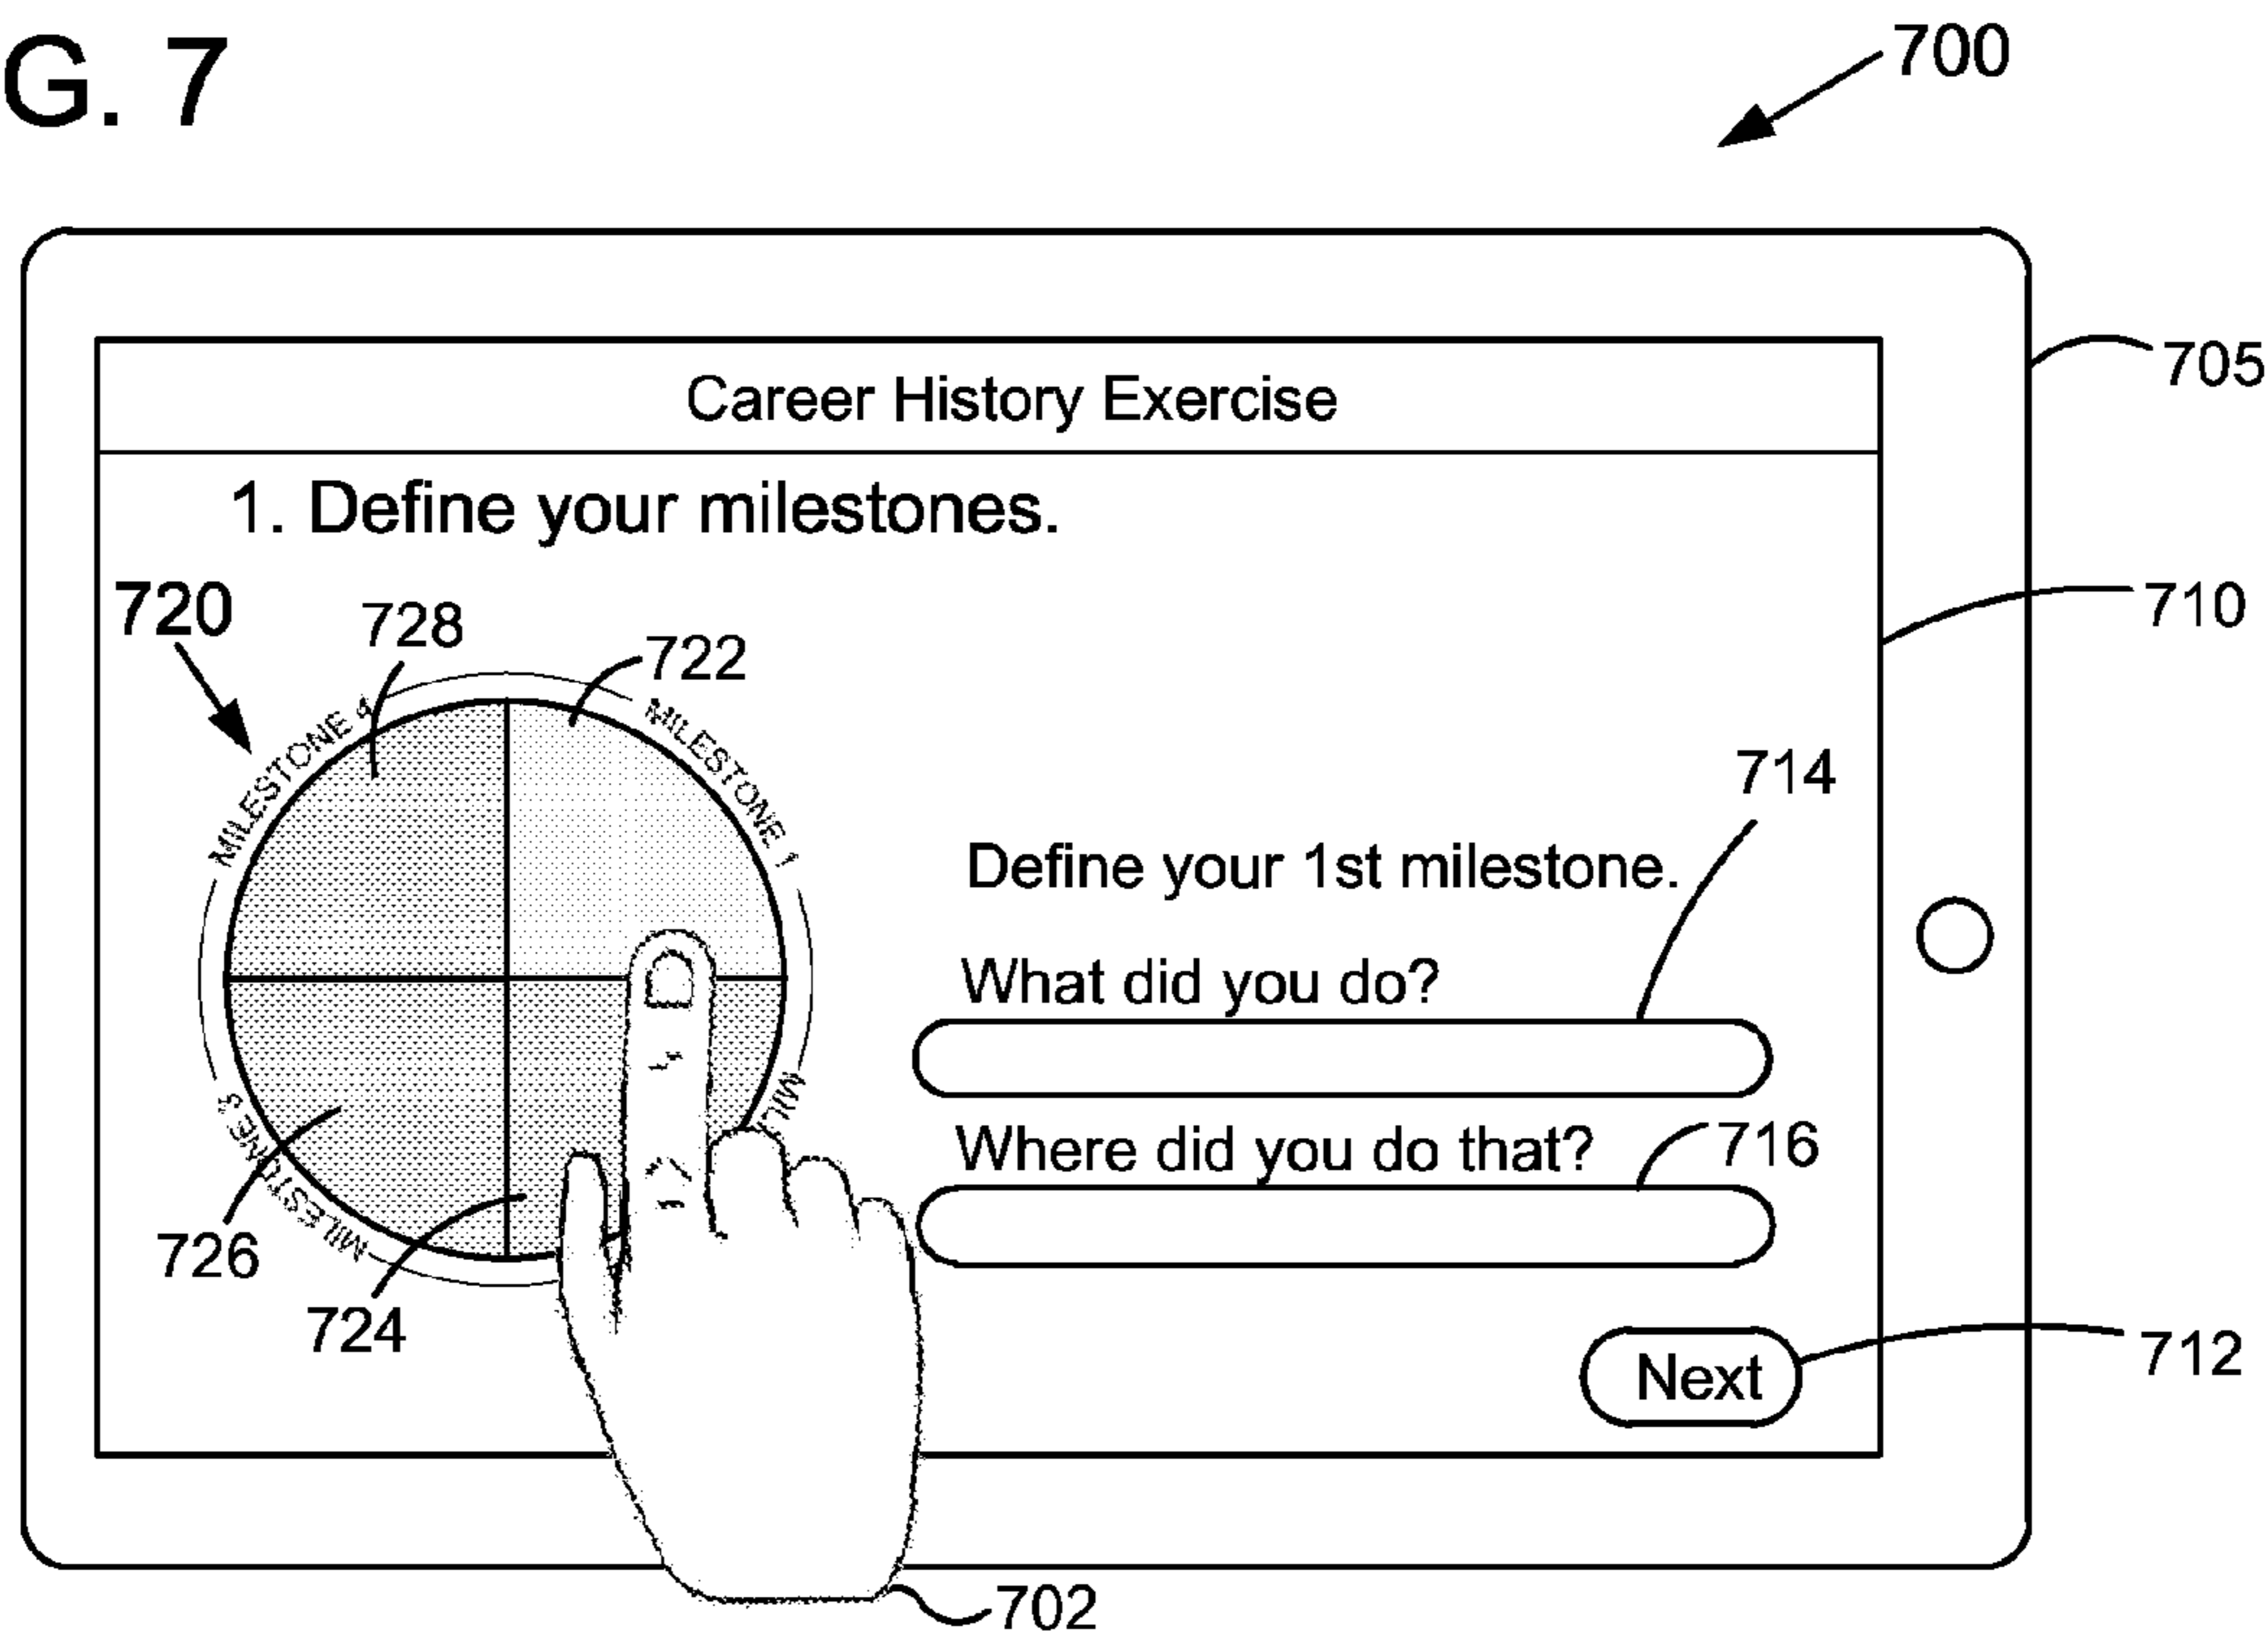 G. 7
700
705
Career History Exercise
1. Define your milestones.
720
728
722
710
MILESTONE 4
MILESTONE 1
714
Define your 1st milestone.
What did you do?
MIL
Where did you do that?
716
MILESTONE 3
726
724
Next
712
702